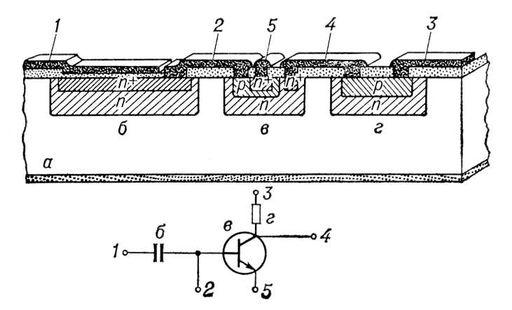 1 2 5 4 3
n+ p n+ n+ p
n n n
б в г
а
3
в г
б 4
1
2 5